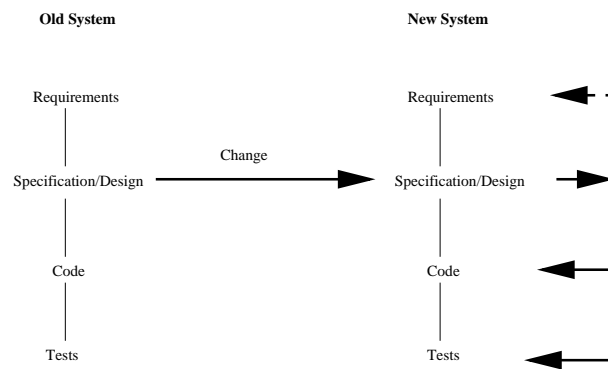 Old System New System
Requirements Requirements
Change
Specification/Design Specification/Design
Code Code
Tests Tests